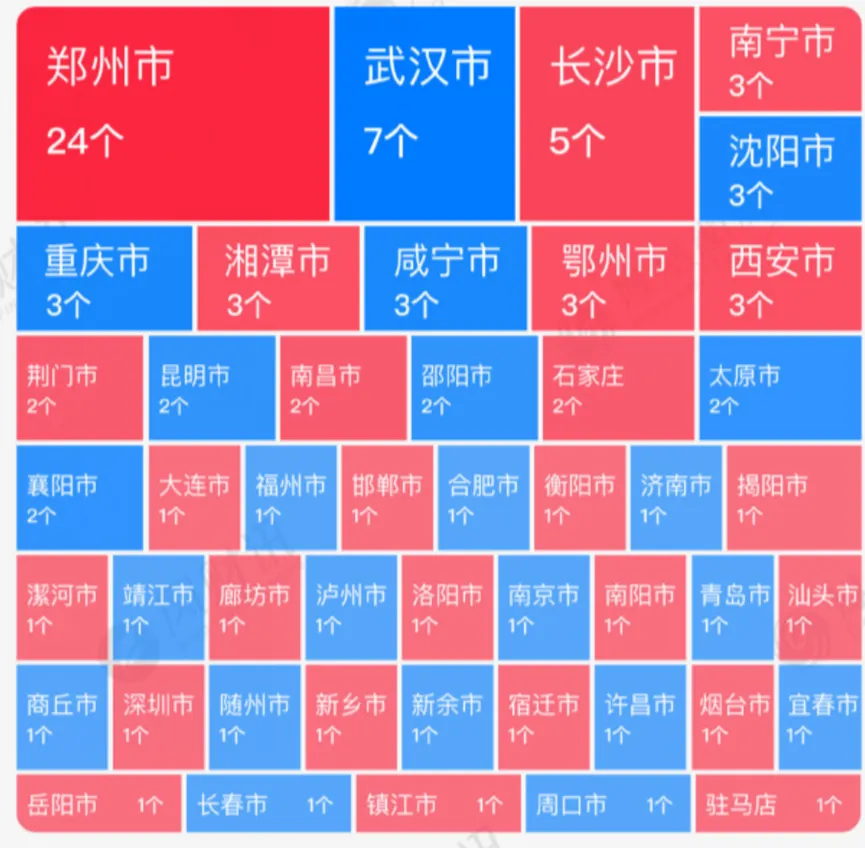 郑州市
24个
武汉市
7个
长沙市
5个
南宁市
3个
沈阳市
3个
重庆市
3个
湘潭市
3个
咸宁市
3个
鄂州市
3个
西安市
3个
荆门市
2个
昆明市
2个
南昌市
2个
邵阳市
2个
石家庄
2个
太原市
2个
襄阳市
2个
大连市
1个
福州市
1个
邯郸市
1个
合肥市
1个
衡阳市
1个
济南市
1个
揭阳市
1个
漯河市
1个
靖江市
1个
廊坊市
1个
泸州市
1个
洛阳市
1个
南京市
1个
南阳市
1个
青岛市
1个
汕头市
1个
商丘市
1个
深圳市
1个
随州市
1个
新乡市
1个
新余市
1个
宿迁市
1个
许昌市
1个
烟台市
1个
宜春市
1个
岳阳市 1个
长春市 1个
镇江市 1个
周口市 1个
驻马店 1个